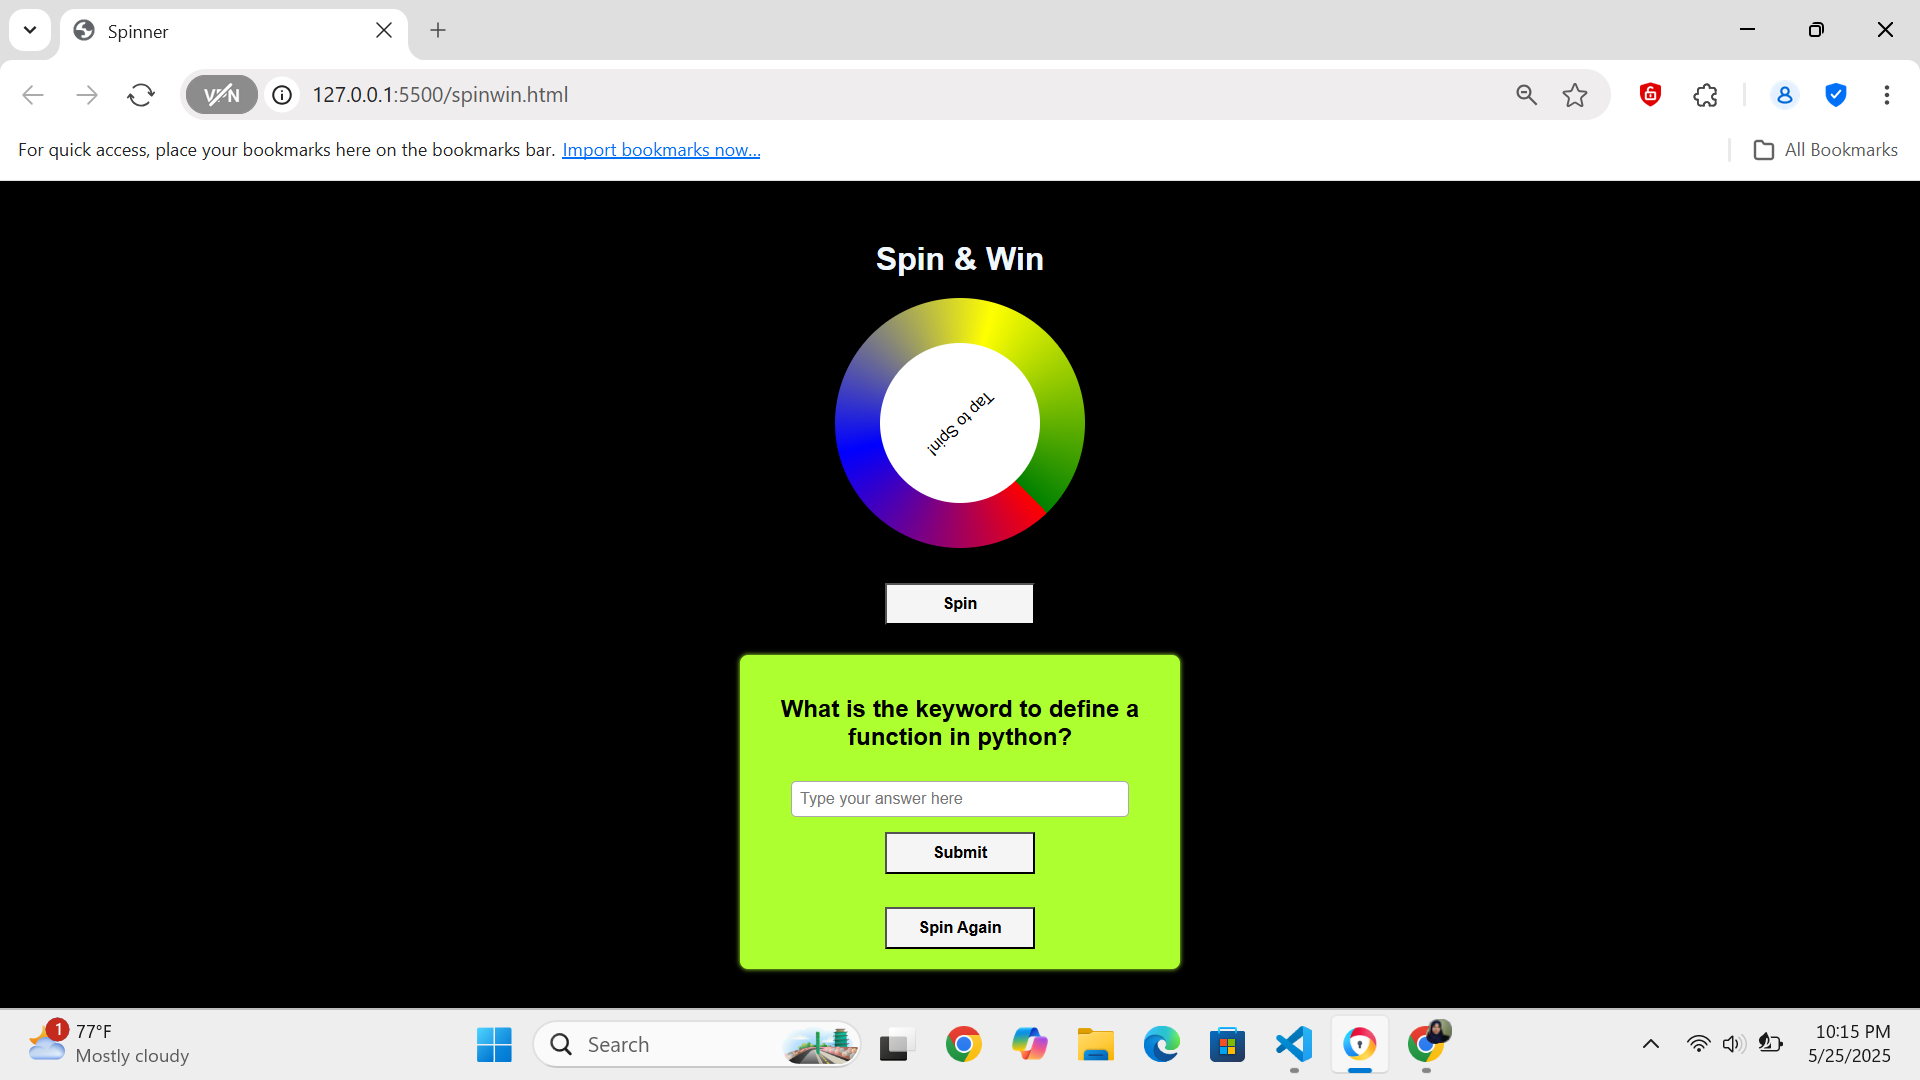 Spinner
VPN
127.0.0.1:5500/spinwin.html
For quick access, place your bookmarks here on the bookmarks bar. Import bookmarks now...
All Bookmarks
Spin & Win
Tap to Spin!
Spin
What is the keyword to define a
function in python?
Type your answer here
Submit
Spin Again
1
77°F
Mostly cloudy
Search
10:15 PM
5/25/2025